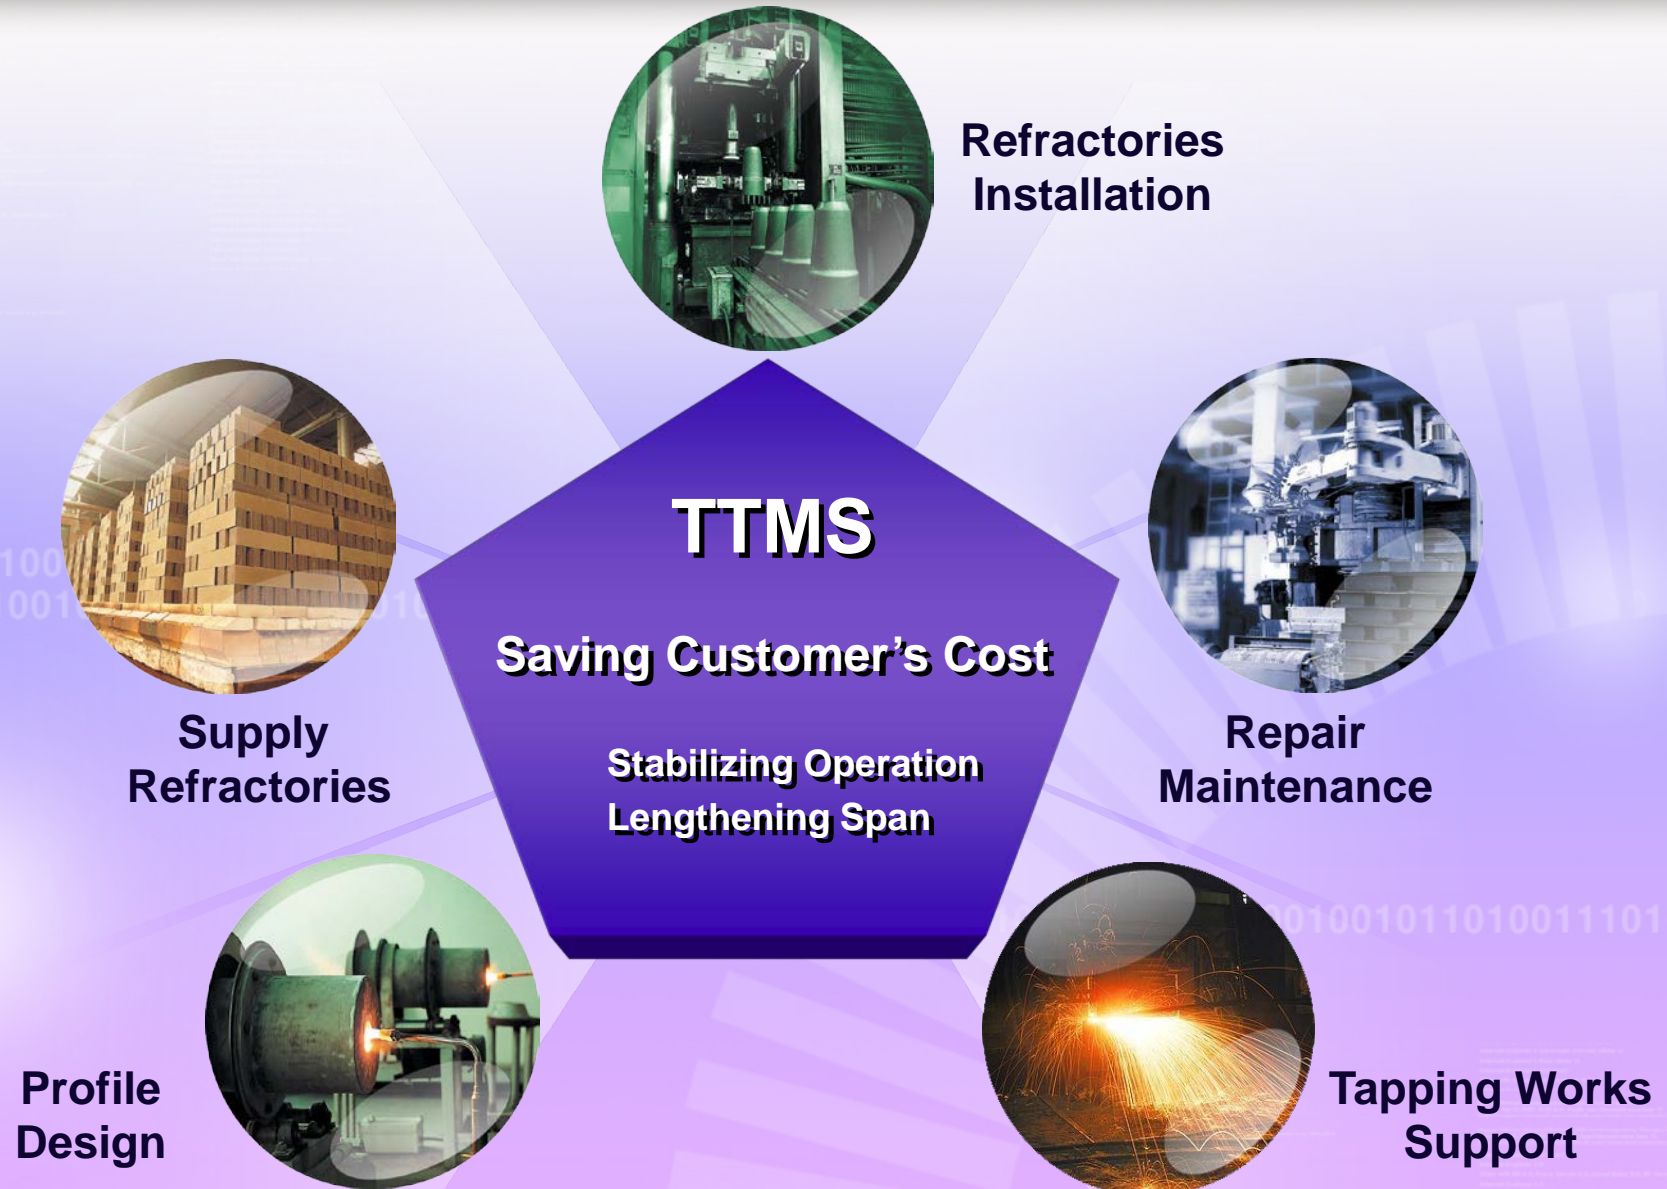 Refractories
Installation
TTMS
Saving Customer’s Cost
Stabilizing Operation
Lengthening Span
Supply
Refractories
Repair
Maintenance
Profile
Design
Tapping Works
Support